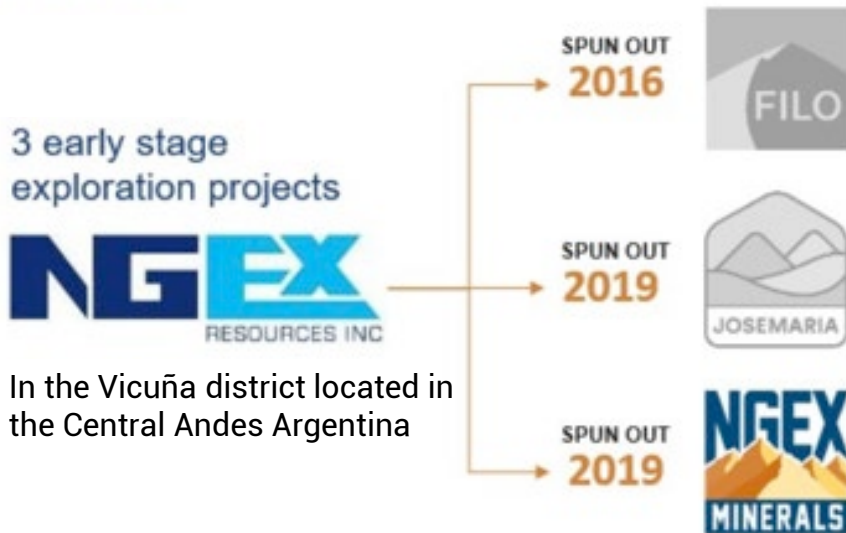 3 early stage
exploration projects
NGEX
RESOURCES INC
In the Vicuña district located in
the Central Andes Argentina
SPUN OUT
2016
FILO
SPUN OUT
2019
JOSEMARIA
SPUN OUT
2019
NGEX
MINERALS